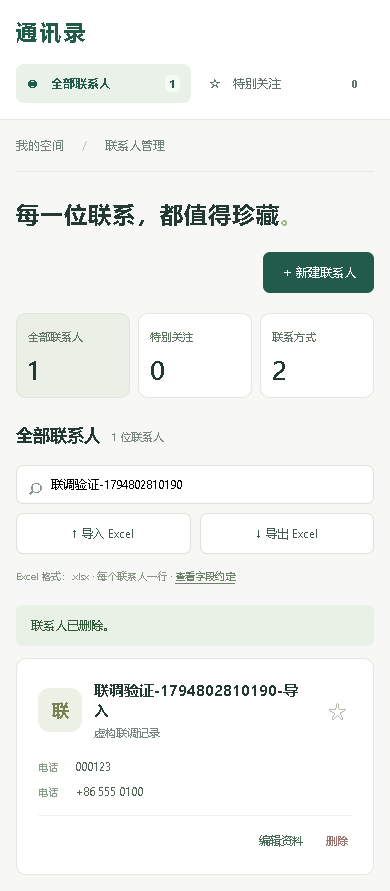 通讯录
全部联系人 1 ☆ 特别关注 0
我的空间 / 联系人管理
每一位联系，都值得珍藏。
+ 新建联系人
全部联系人 特别关注 联系方式
1 0 2
全部联系人 1 位联系人
联调验证-1794802810190
↑ 导入 Excel ↓ 导出 Excel
Excel 格式：.xlsx · 每个联系人一行 · 查看字段约定
联系人已删除。
联 联调验证-1794802810190-导
入
虚构联调记录
电话 000123
电话 +86 555 0100
编辑资料 删除